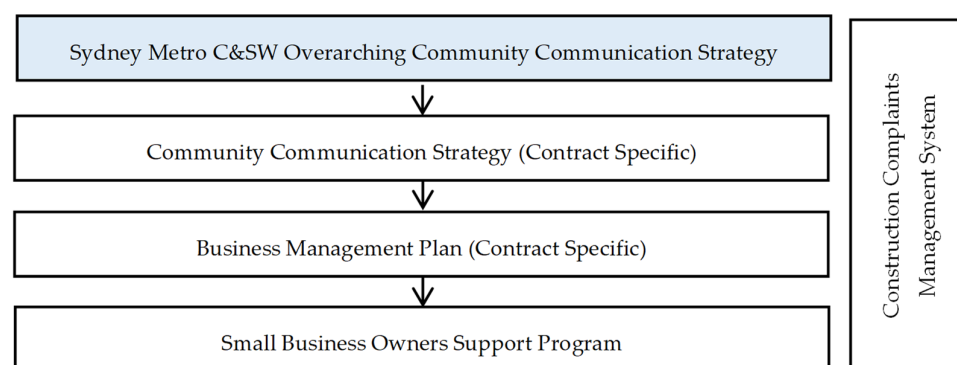 Sydney Metro C&SW Overarching Community Communication Strategy
Community Communication Strategy (Contract Specific)
Business Management Plan (Contract Specific)
Small Business Owners Support Program
Construction Complaints
Management System